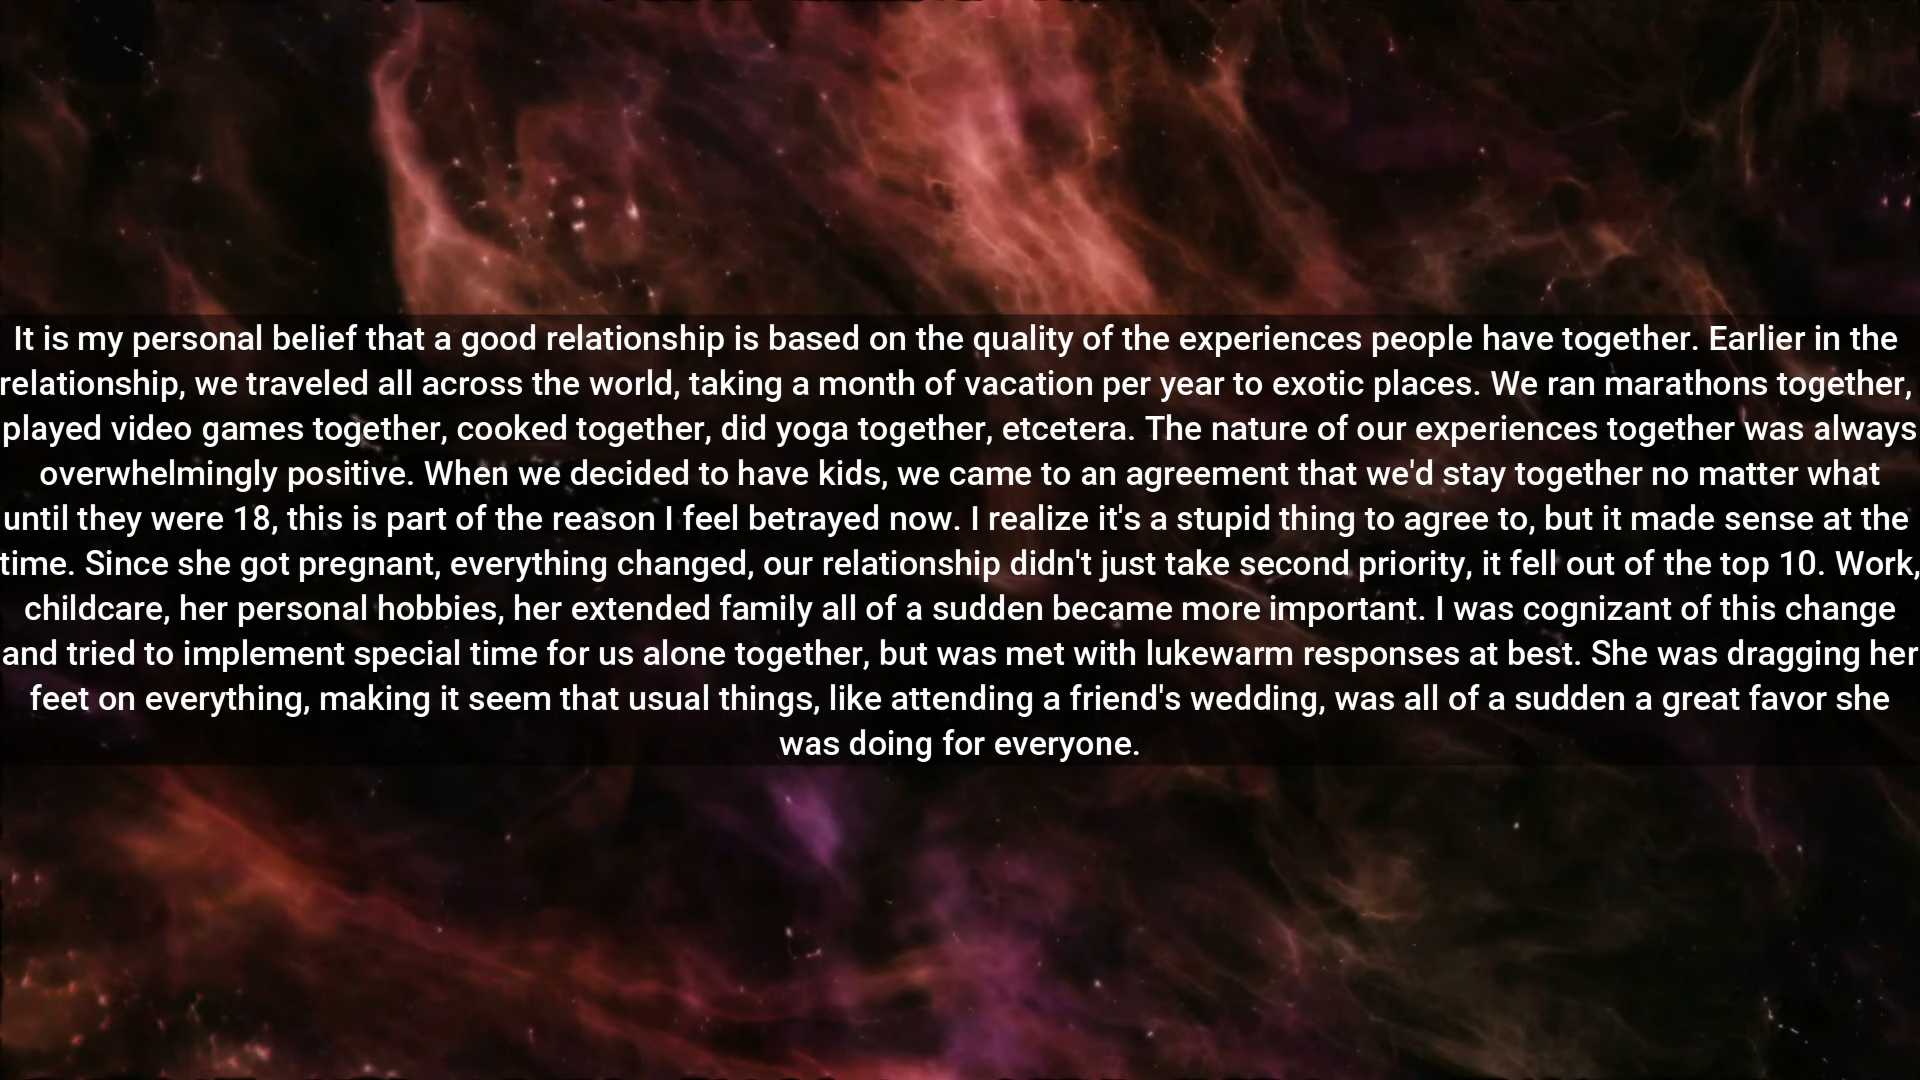 It is my personal belief that a good relationship is based on the quality of the experiences people have together. Earlier in the
relationship, we traveled all across the world, taking a month of vacation per year to exotic places. We ran marathons together,
played video games together, cooked together, did yoga together, etcetera. The nature of our experiences together was always
overwhelmingly positive. When we decided to have kids, we came to an agreement that we'd stay together no matter what
until they were 18, this is part of the reason I feel betrayed now. I realize it's a stupid thing to agree to, but it made sense at the
time. Since she got pregnant, everything changed, our relationship didn't just take second priority, it fell out of the top 10. Work,
childcare, her personal hobbies, her extended family all of a sudden became more important. I was cognizant of this change
and tried to implement special time for us alone together, but was met with lukewarm responses at best. She was dragging her
feet on everything, making it seem that usual things, like attending a friend's wedding, was all of a sudden a great favor she
was doing for everyone.